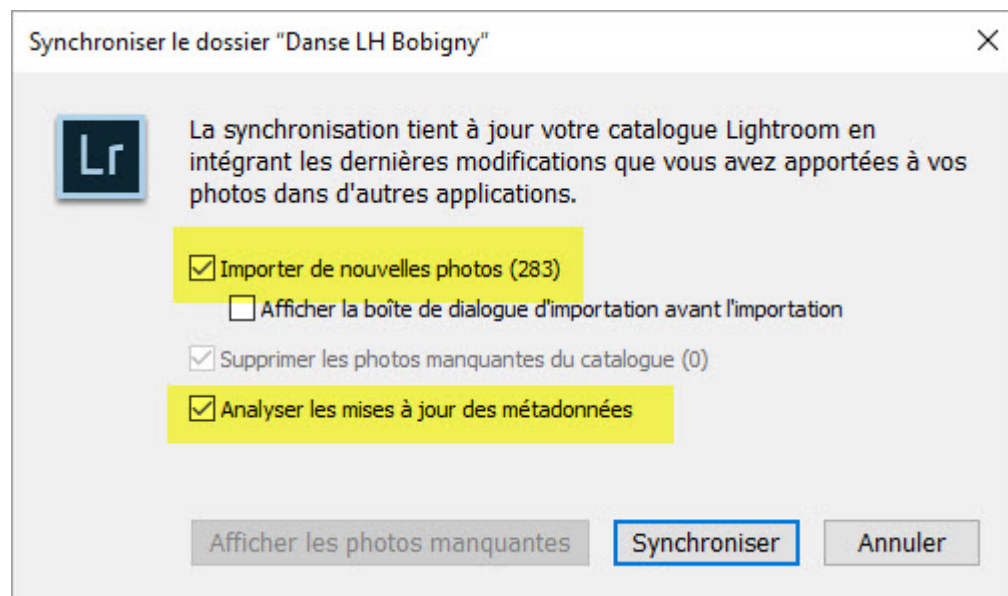 Synchroniser le dossier “Danse LH Bobigny”
Lr
La synchronisation tient à jour votre catalogue Lightroom en
intégrant les dernières modifications que vous avez apportées à vos
photos dans d'autres applications.
Importer de nouvelles photos (283)
Afficher la boîte de dialogue d'importation avant l'importation
Supprimer les photos manquantes du catalogue (0)
Analyser les mises à jour des métadonnées
Afficher les photos manquantes Synchroniser Annuler